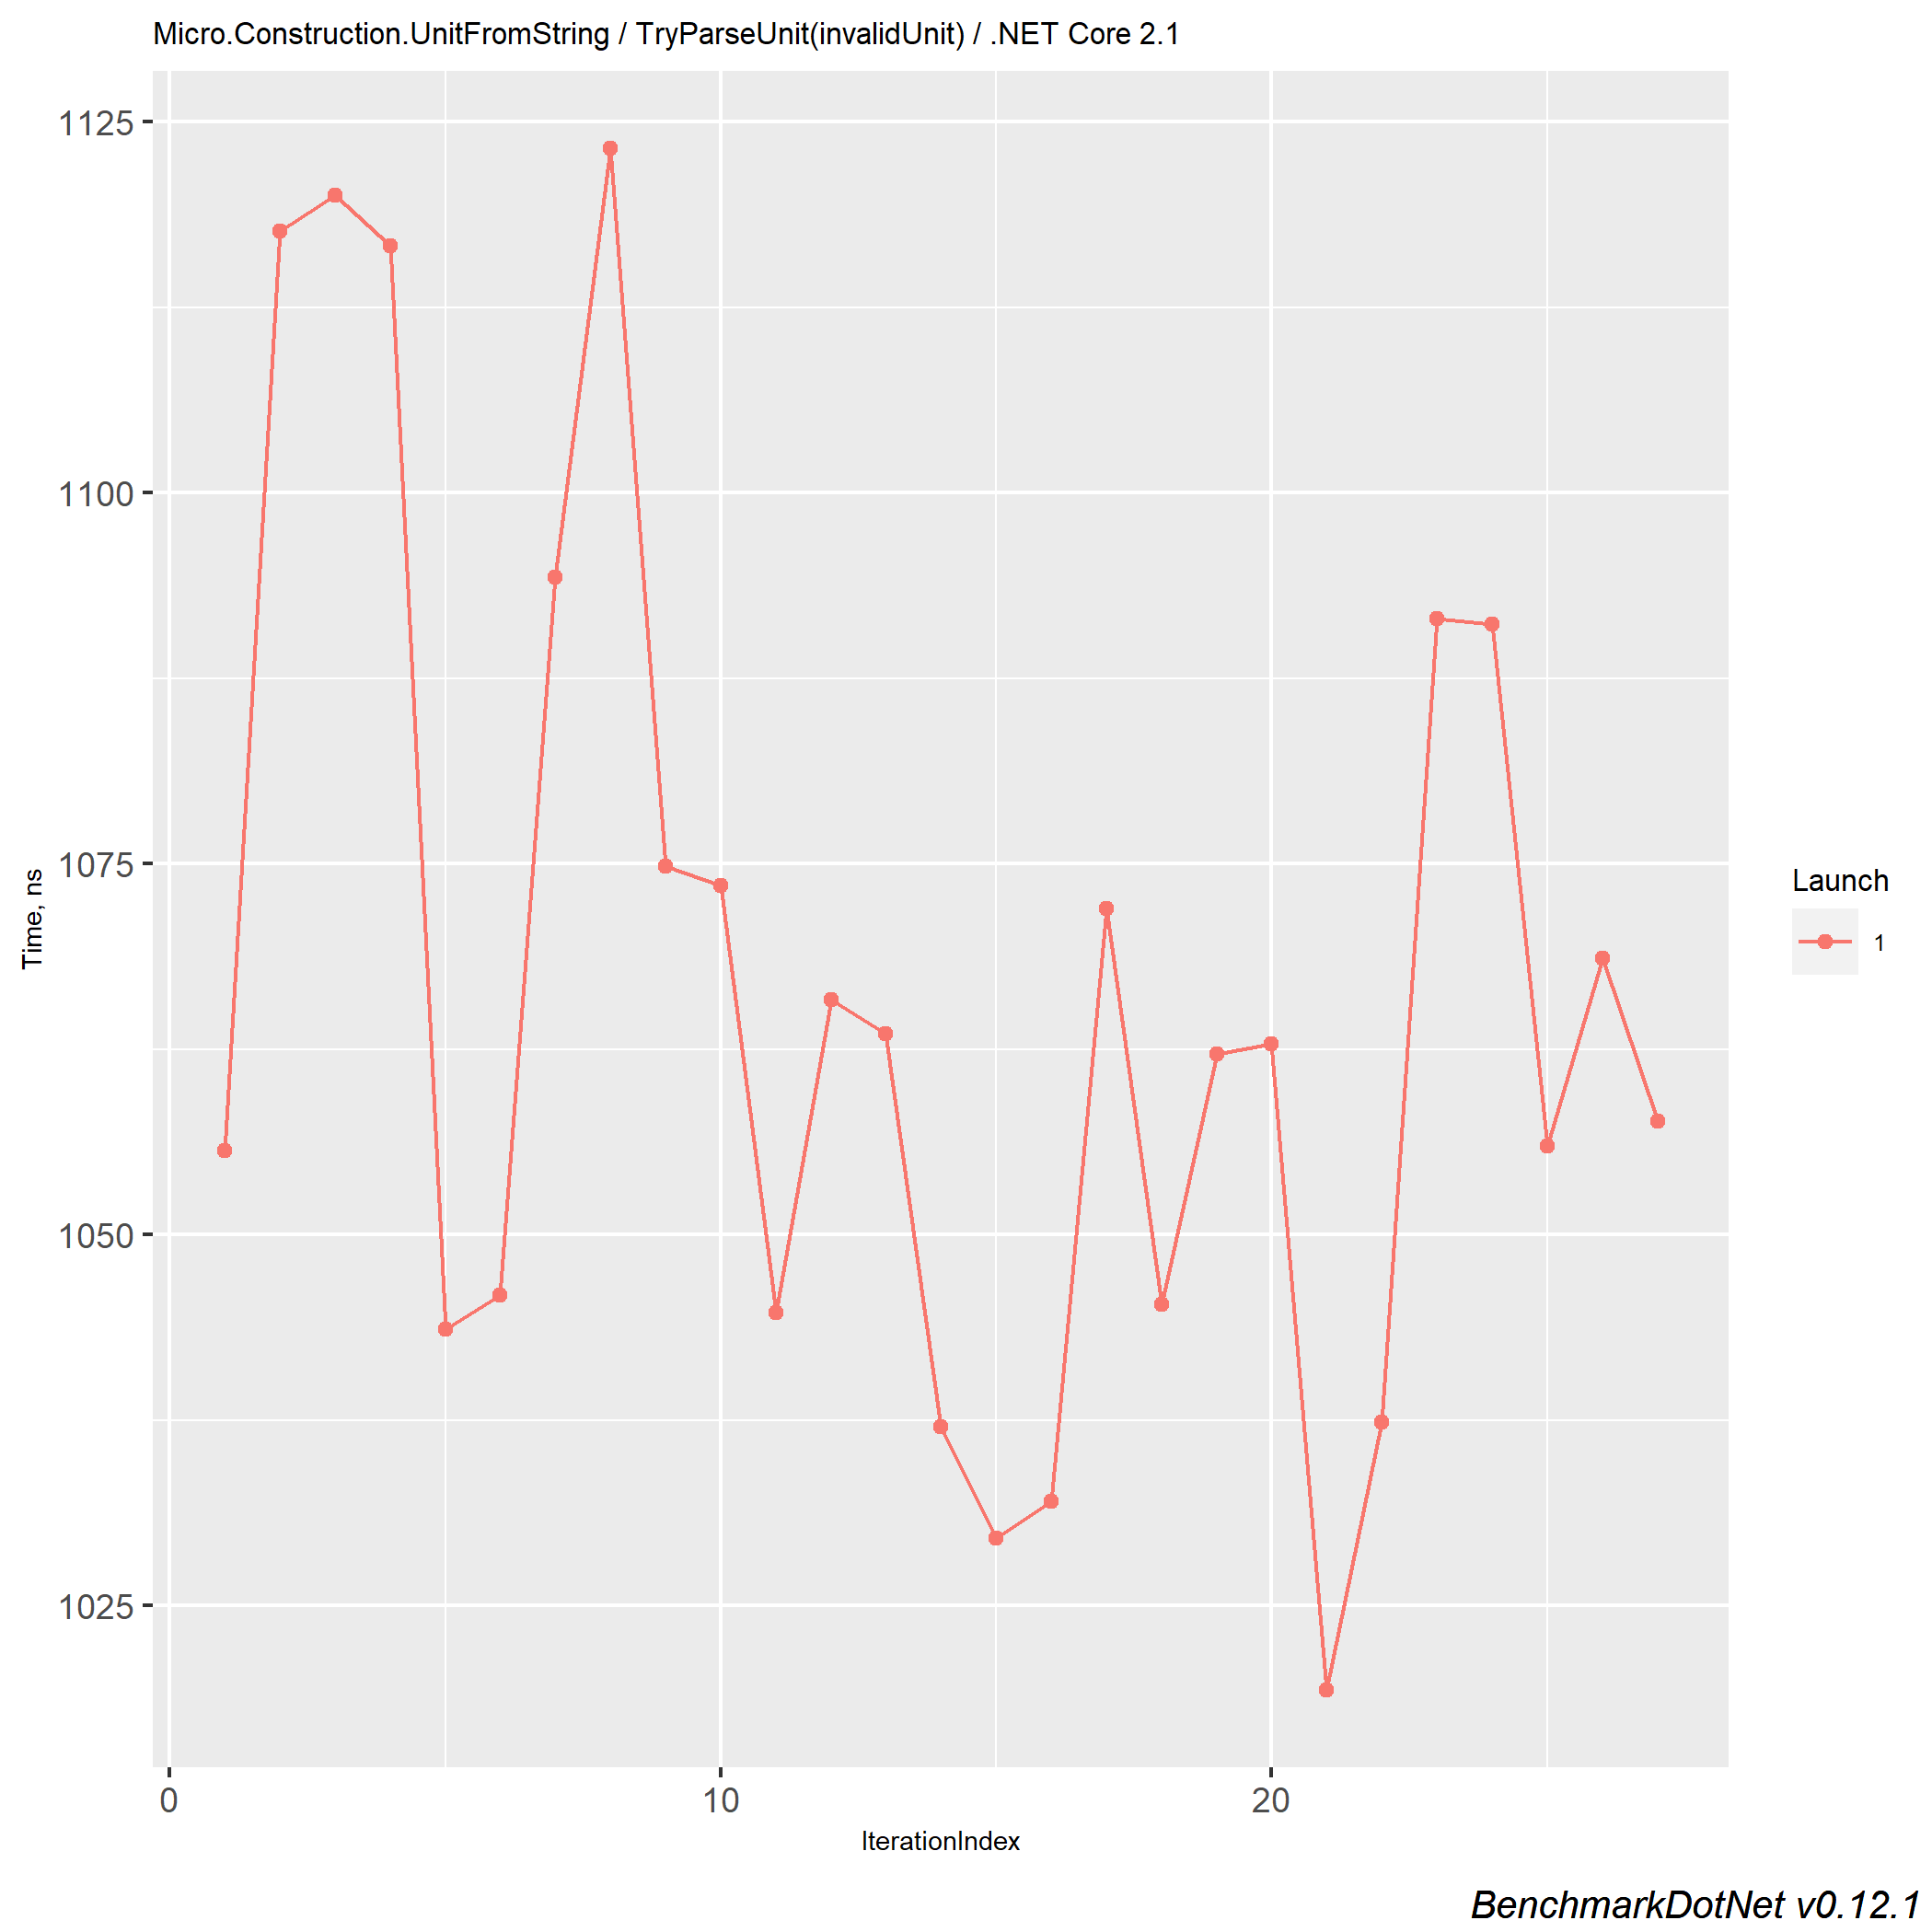 Micro.Construction.UnitFromString / TryParseUnit(invalidUnit) / .NET Core 2.1
1125
1100
1075
1050
1025
Time, ns
0 10 20
IterationIndex
Launch
1
BenchmarkDotNet v0.12.1